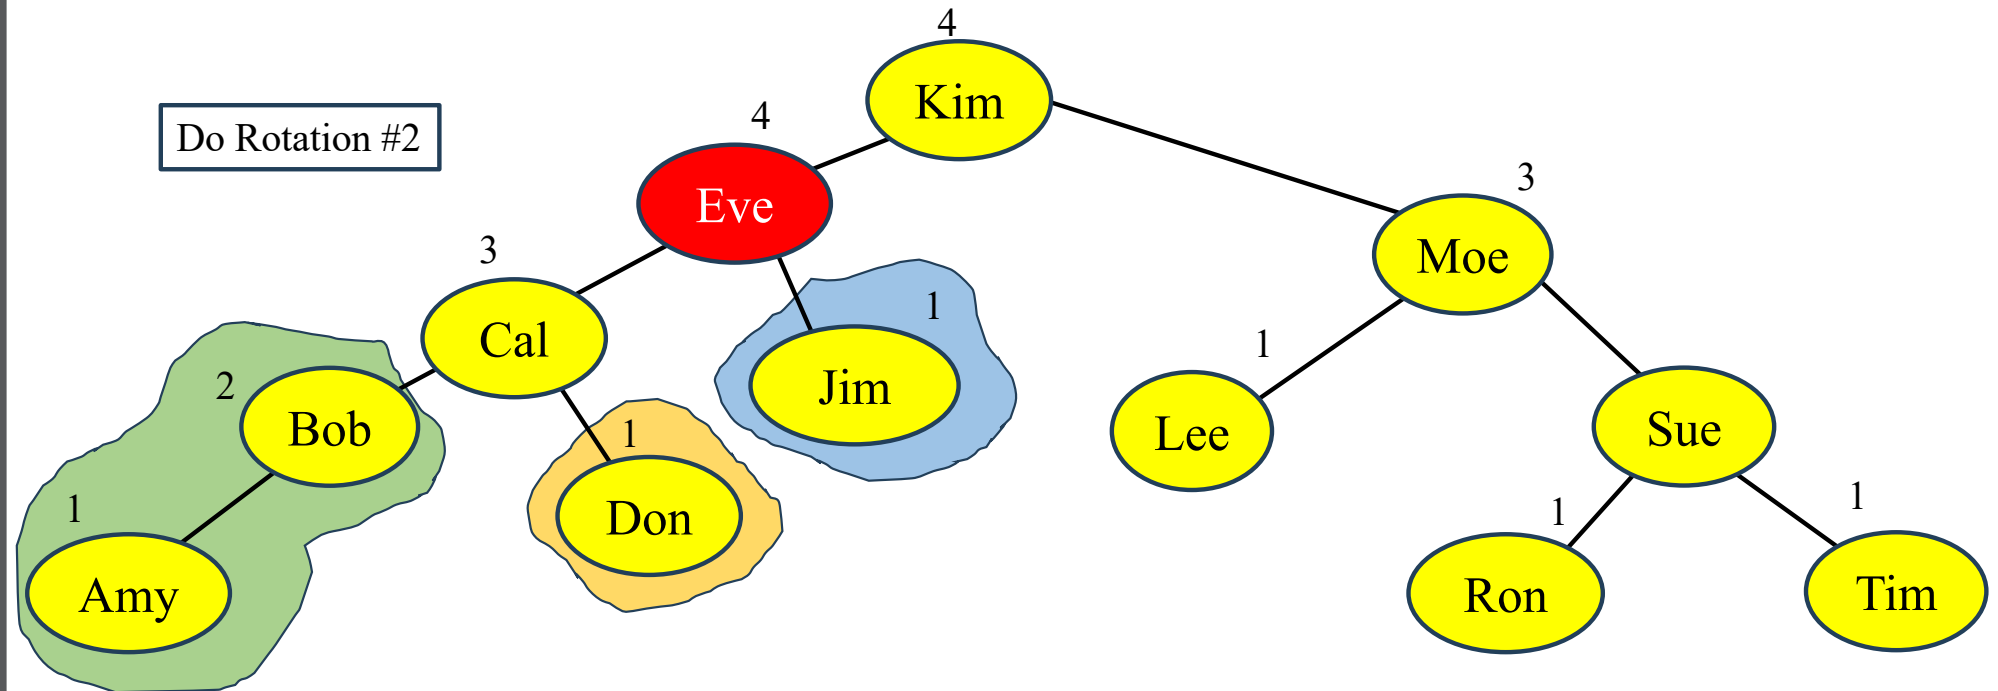 4
Kim
Do Rotation #2
4
Eve
3
Moe
3
Cal
1
Jim
1
Lee
2
Bob
1
Don
Sue
1
Amy
1
Ron
1
Tim